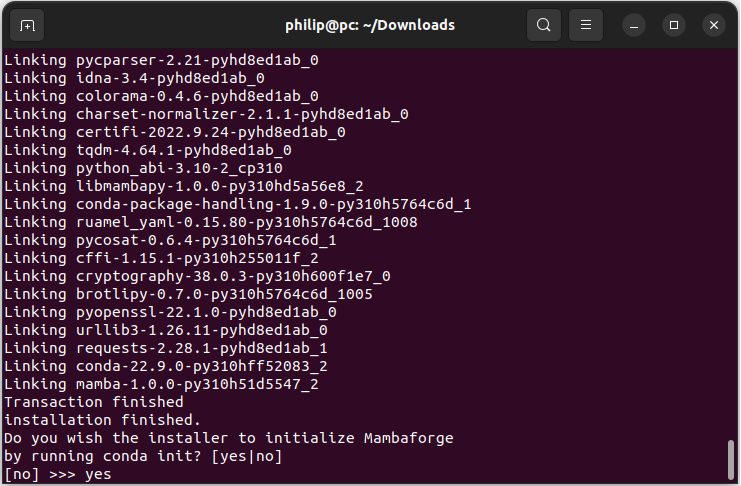 philip@pc: ~/Downloads
Linking pycparser-2.21-pyhd8ed1ab_0
Linking idna-3.4-pyhd8ed1ab_0
Linking colorama-0.4.6-pyhd8ed1ab_0
Linking charset-normalizer-2.1.1-pyhd8ed1ab_0
Linking certifi-2022.9.24-pyhd8ed1ab_0
Linking tqdm-4.64.1-pyhd8ed1ab_0
Linking python_abi-3.10-2_cp310
Linking libmambapy-1.0.0-py310hd5a56e8_2
Linking conda-package-handling-1.9.0-py310h5764c6d_1
Linking ruamel_yaml-0.15.80-py310h5764c6d_1008
Linking pycosat-0.6.4-py310h5764c6d_1
Linking cffi-1.15.1-py310h255011f_2
Linking cryptography-38.0.3-py310h600f1e7_0
Linking brotlipy-0.7.0-py310h5764c6d_1005
Linking pyopenssl-22.1.0-pyhd8ed1ab_0
Linking urllib3-1.26.11-pyhd8ed1ab_0
Linking requests-2.28.1-pyhd8ed1ab_1
Linking conda-22.9.0-py310hff52083_2
Linking mamba-1.0.0-py310h51d5547_2
Transaction finished
installation finished.
Do you wish the installer to initialize Mambaforge
by running conda init? [yes|no]
[no] >>> yes